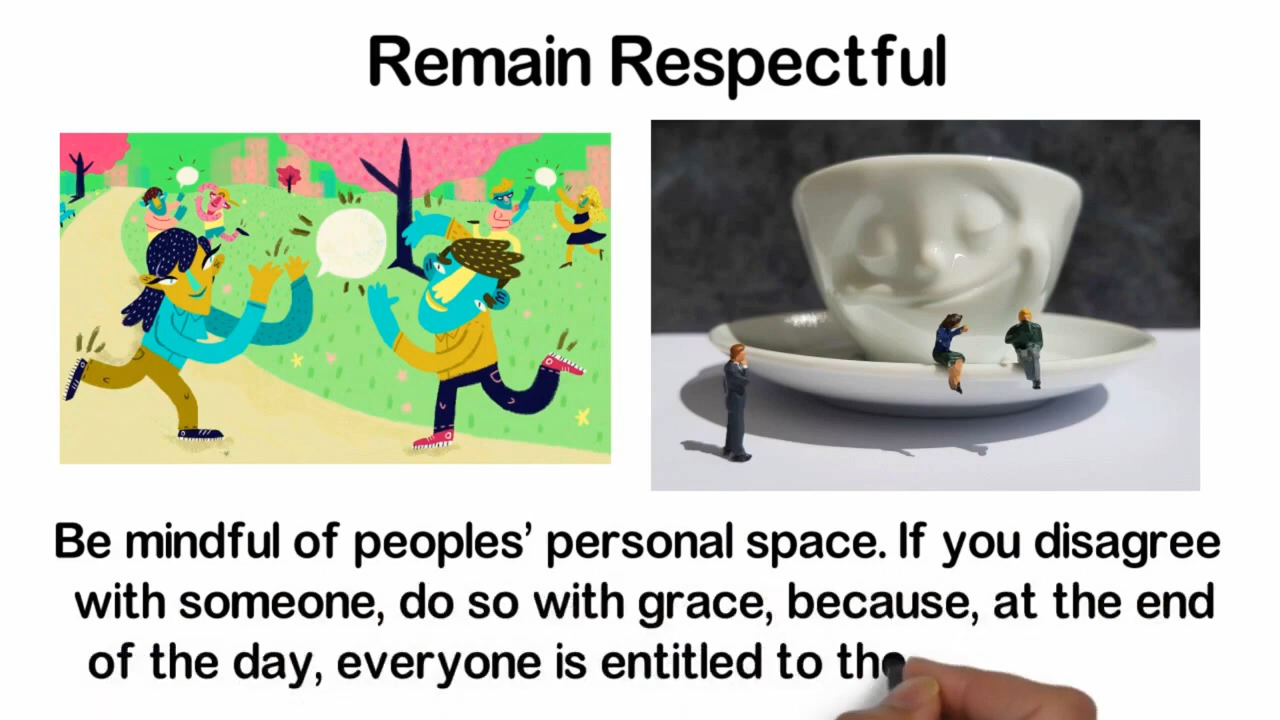 Remain Respectful
Be mindful of peoples’ personal space. If you disagree
with someone, do so with grace, because, at the end
of the day, everyone is entitled to